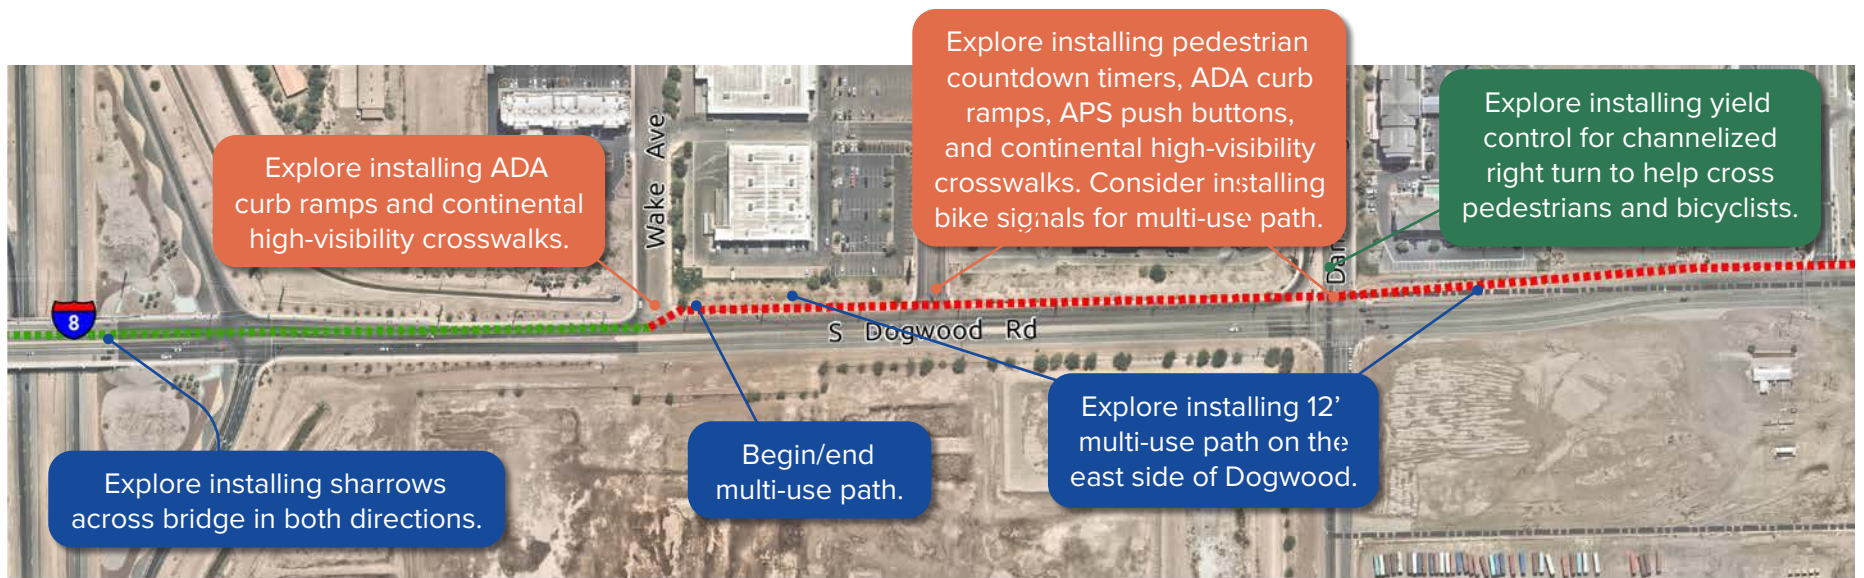 Explore installing pedestrian
countdown timers, ADA curb
ramps, APS push buttons,
and continental high-visibility
crosswalks. Consider installing
bike signals for multi-use path.
Explore installing yield
control for channelized
right turn to help cross
pedestrians and bicyclists.
Explore installing ADA
curb ramps and continental
high-visibility crosswalks.
Wake Ave
8
S Dogwood Rd
Explore installing 12’
multi-use path on the
east side of Dogwood.
Begin/end
multi-use path.
Explore installing sharrows
across bridge in both directions.